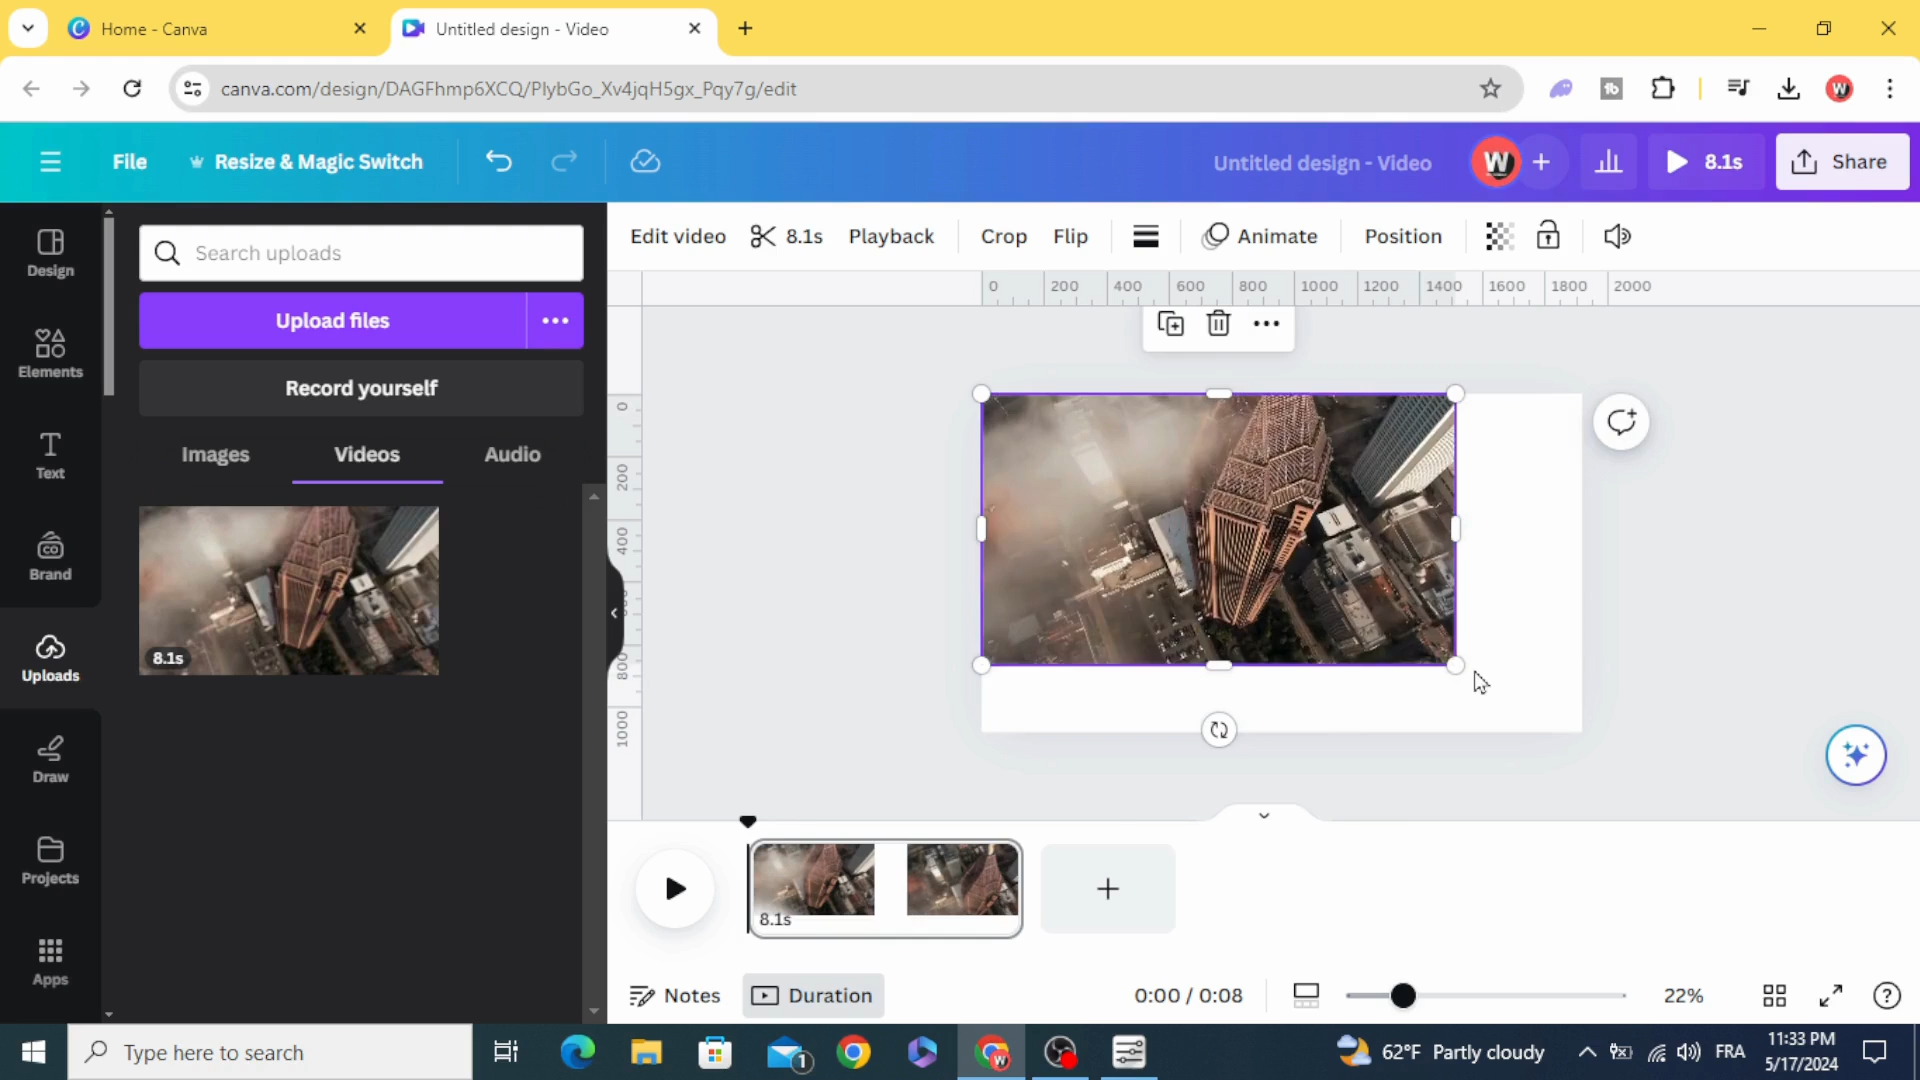 Home - Canva
Untitled design - Video
canva.com/design/DAGFhmp6XCQ/PlybGo_Xv4jqH5gx_Pqy7g/edit
File
Resize & Magic Switch
Untitled design - Video
W
8.1s
Share
Design
Elements
Text
Brand
Uploads
Draw
Projects
Apps
Search uploads
Upload files
Record yourself
Images
Videos
Audio
8.1s
Edit video
8.1s
Playback
Crop
Flip
Animate
Position
0 200 400 600 800 1000 1200 1400 1600 1800 2000
0
200
400
800
1000
8.1s
Notes
Duration
0:00 / 0:08
22%
Type here to search
1
62°F Partly cloudy
FRA
11:33 PM
5/17/2024